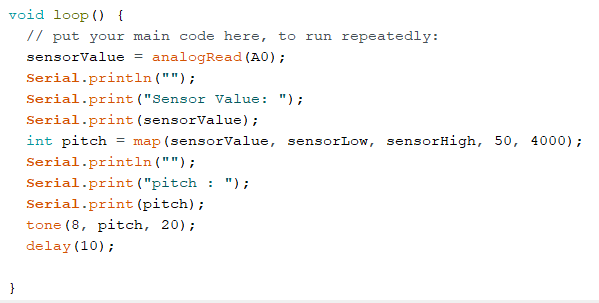 void loop() {
// put your main code here, to run repeatedly:
sensorValue = analogRead(A0);
Serial.println("");
Serial.print("Sensor Value: ");
Serial.print(sensorValue);
int pitch = map(sensorValue, sensorLow, sensorHigh, 50, 4000);
Serial.println("");
Serial.print("pitch : ");
Serial.print(pitch);
tone(8, pitch, 20);
delay(10);
}